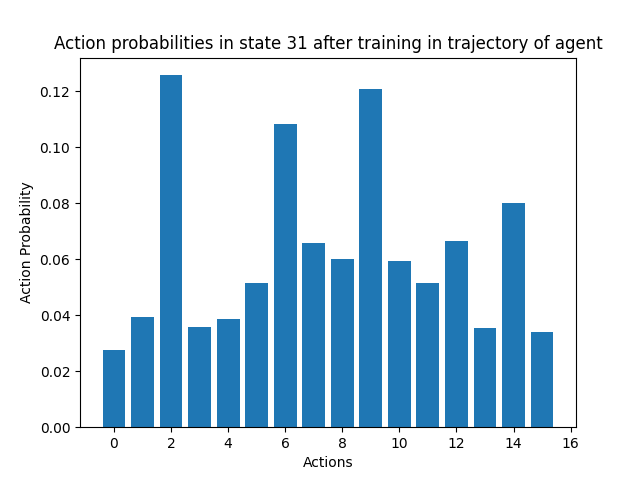 Action probabilities in state 31 after training in trajectory of agent
0.12
0.10
0.08
0.06
0.04
0.02
0.00
Action Probability
0 2 4 6 8 10 12 14 16
Actions